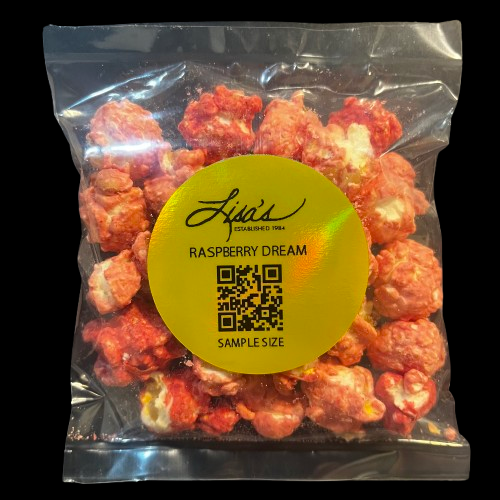 Lisa's
ESTABLISHED 1984
RASPBERRY DREAM
SAMPLE SIZE